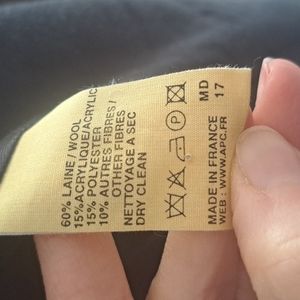 60% LAINE / WOOL
15%ACRYLIQUE/ACRYLIC
15% POLYESTER
10% AUTRES FIBRES /
OTHER FIBRES
NETTOYAGE A SEC
DRY CLEAN
P
MADE IN FRANCE
WEB : WWW.APC.FR
MD
17